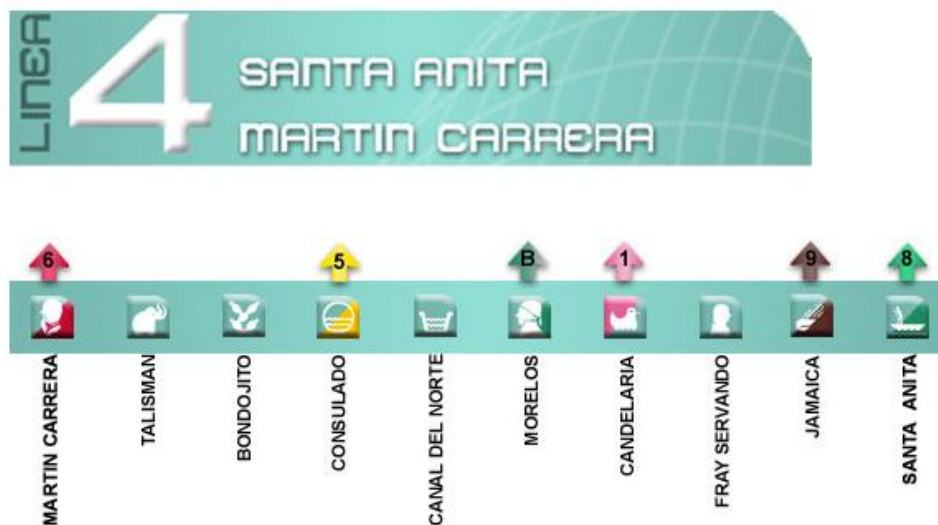 LINEA
4
SANTA ANITA
MARTIN CARRERA
6
5
B
1
9
8
MARTIN CARRERA
TALISMAN
BONDOJITO
CONSULADO
CANAL DEL NORTE
MORELOS
CANDELARIA
FRAY SERVANDO
JAMAICA
SANTA ANITA